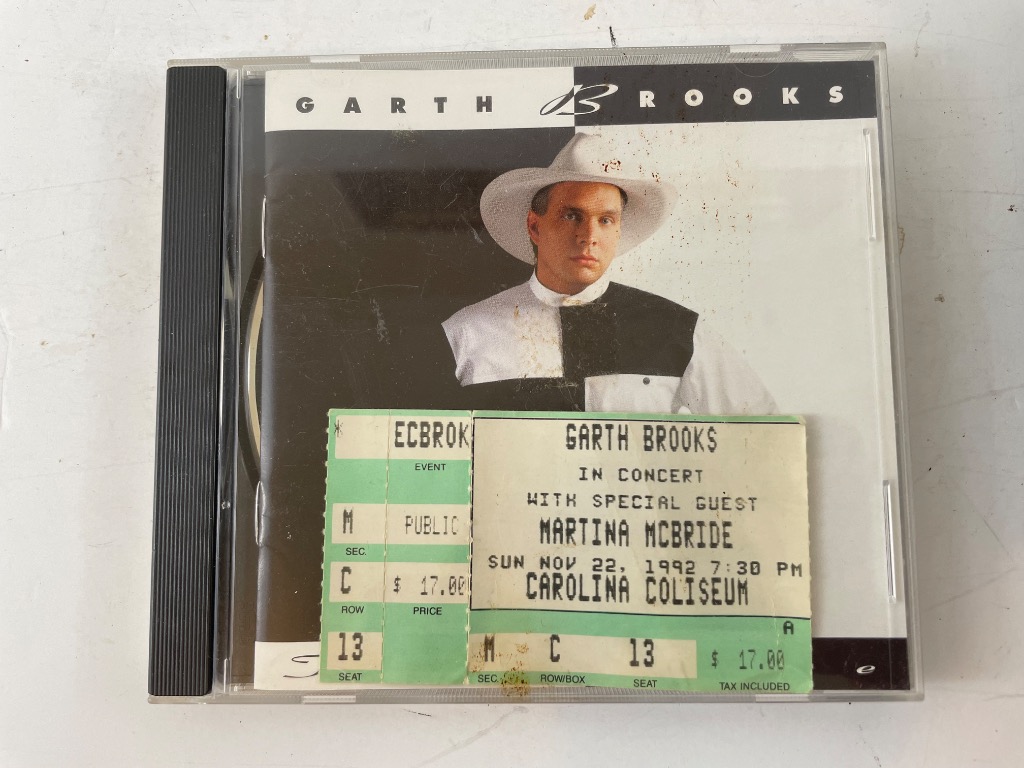 GARTH BROOKS
* ECBROK
EVENT
M PUBLIC
SEC.
C $ 17.00
ROW PRICE
13
SEAT
GARTH BROOKS
IN CONCERT
WITH SPECIAL GUEST
MARTINA MCBRIDE
SUN NOV 22, 1992 7:30 PM
CAROLINA COLISEUM
A
M C 13 $ 17.00
SEC. ROW/BOX SEAT TAX INCLUDED
e